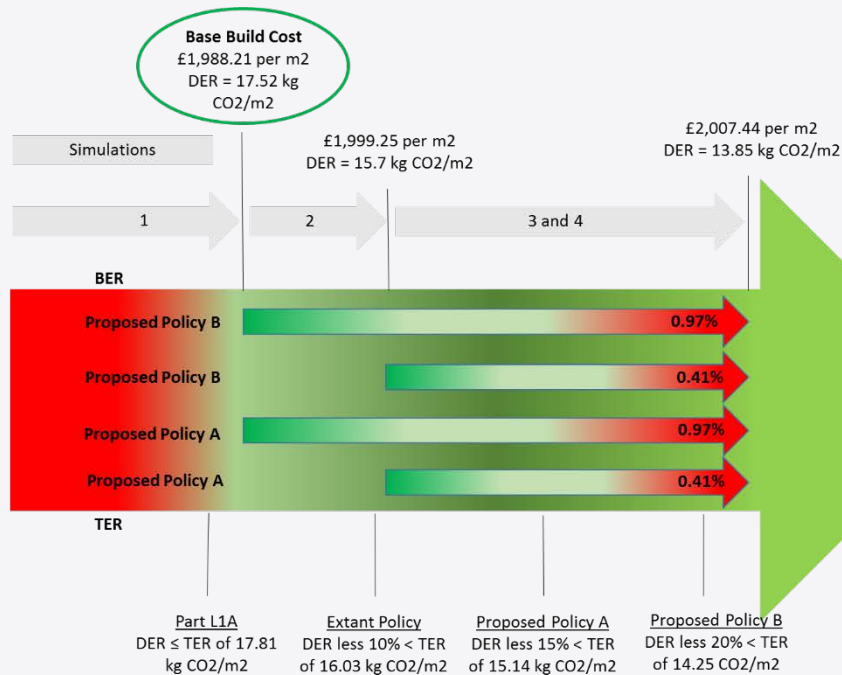 Base Build Cost
£1,988.21 per m2
DER = 17.52 kg
CO2/m2
£1,999.25 per m2
DER = 15.7 kg CO2/m2
£2,007.44 per m2
DER = 13.85 kg CO2/m2
Simulations
1
2
3 and 4
BER
Proposed Policy B
0.97%
Proposed Policy B
0.41%
Proposed Policy A
0.97%
Proposed Policy A
0.41%
TER
Part L1A
DER ≤ TER of 17.81
kg CO2/m2
Extant Policy
DER less 10% < TER
of 16.03 kg CO2/m2
Proposed Policy A
DER less 15% < TER
of 15.14 kg CO2/m2
Proposed Policy B
DER less 20% < TER
of 14.25 CO2/m2